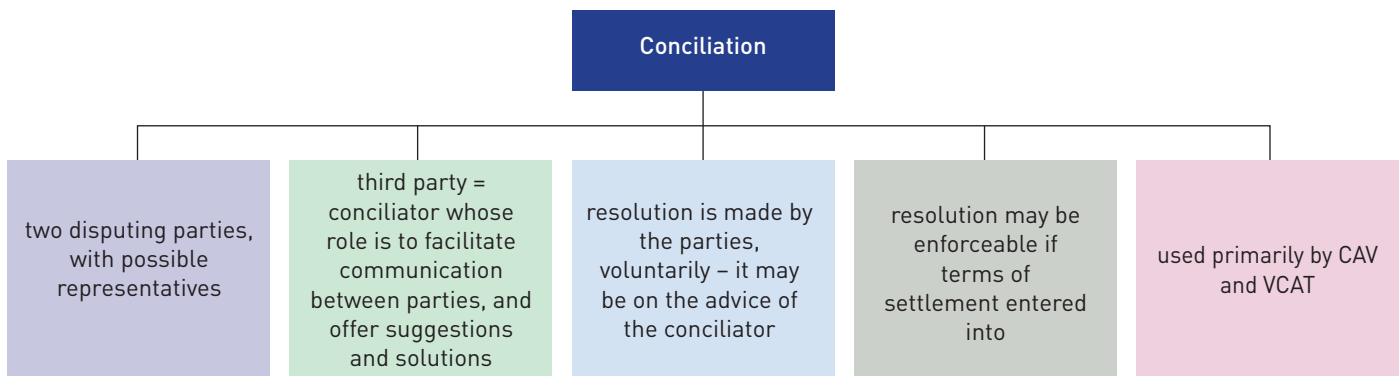 Conciliation
two disputing parties,
with possible
representatives
third party =
conciliator whose
role is to facilitate
communication
between parties, and
offer suggestions
and solutions
resolution is made by
the parties,
voluntarily – it may
be on the advice of
the conciliator
resolution may be
enforceable if
terms of
settlement entered
into
used primarily by CAV
and VCAT